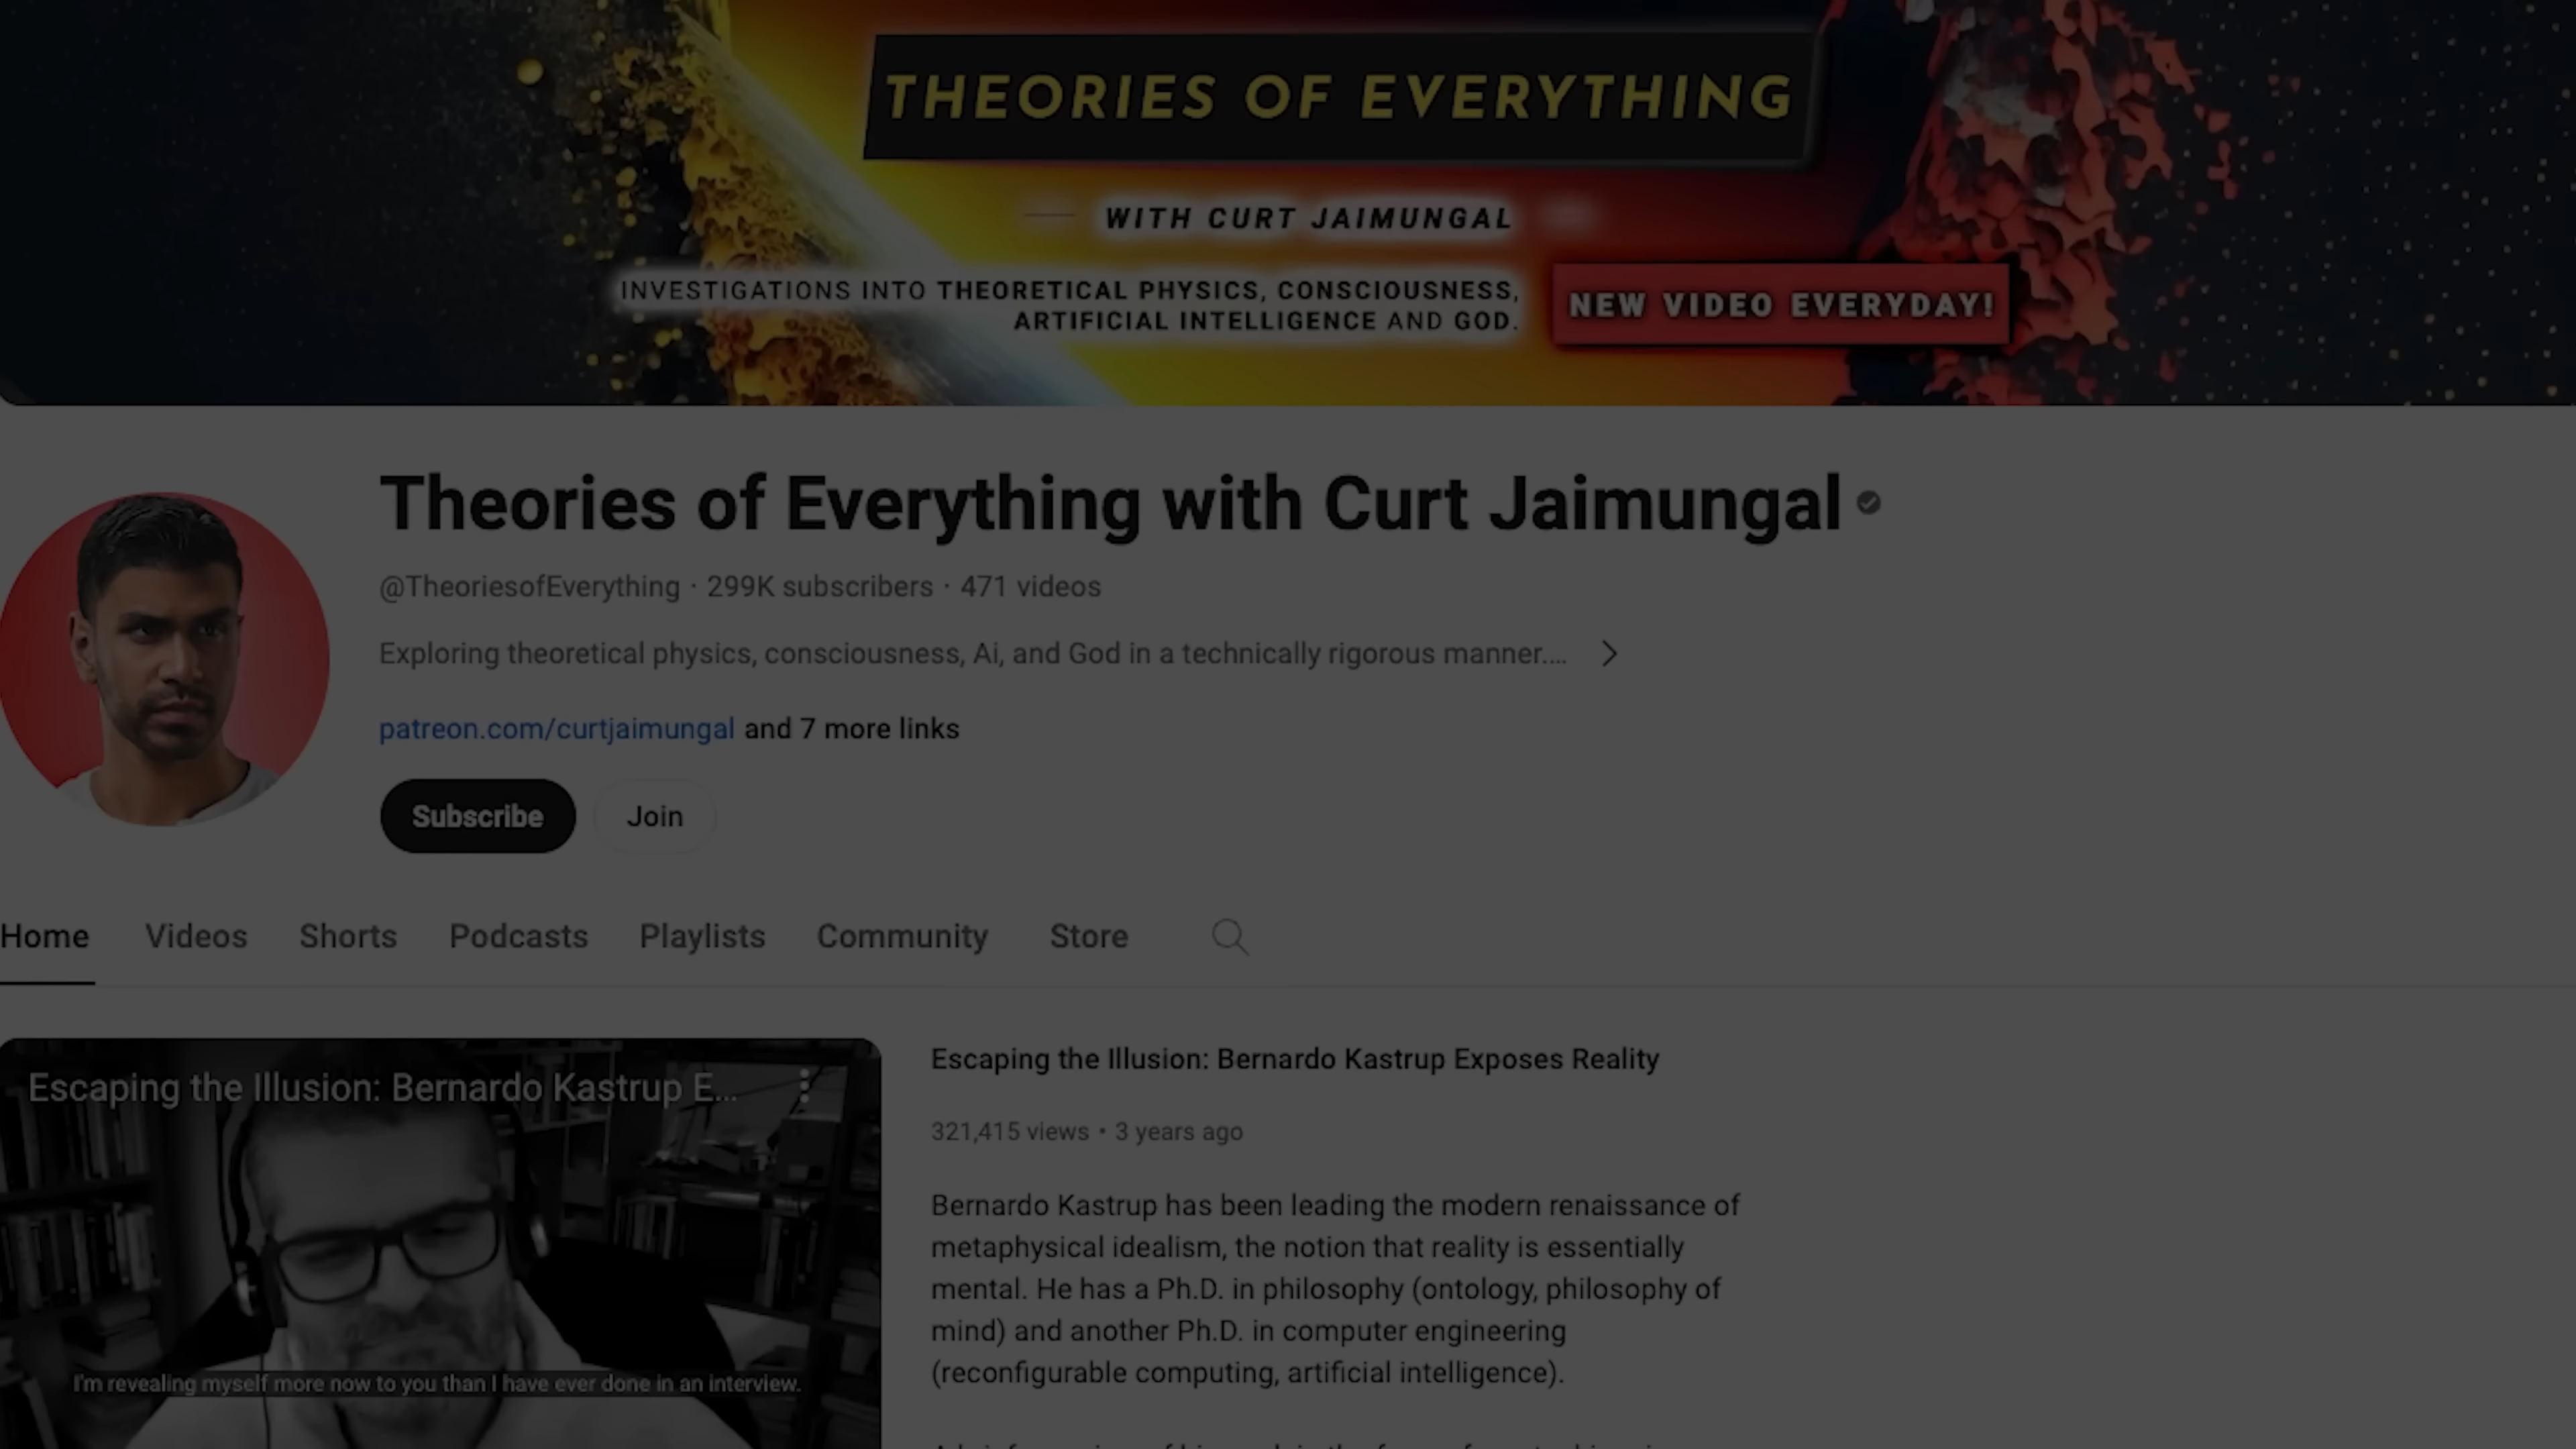 THEORIES OF EVERYTHING
WITH CURT JAIMUNGAL
INVESTIGATIONS INTO THEORETICAL PHYSICS, CONSCIOUSNESS,
ARTIFICIAL INTELLIGENCE AND GOD.
NEW VIDEO EVERYDAY!
Theories of Everything with Curt Jaimungal
@TheoriesofEverything · 299K subscribers · 471 videos
Exploring theoretical physics, consciousness, Ai, and God in a technically rigorous manner....
patreon.com/curtjaimungal and 7 more links
Subscribe Join
Home Videos Shorts Podcasts Playlists Community Store
Escaping the Illusion: Bernardo Kastrup E...
I'm revealing myself more now to you than I have ever done in an interview.
Escaping the Illusion: Bernardo Kastrup Exposes Reality
321,415 views • 3 years ago
Bernardo Kastrup has been leading the modern renaissance of
metaphysical idealism, the notion that reality is essentially
mental. He has a Ph.D. in philosophy (ontology, philosophy of
mind) and another Ph.D. in computer engineering
(reconfigurable computing, artificial intelligence).